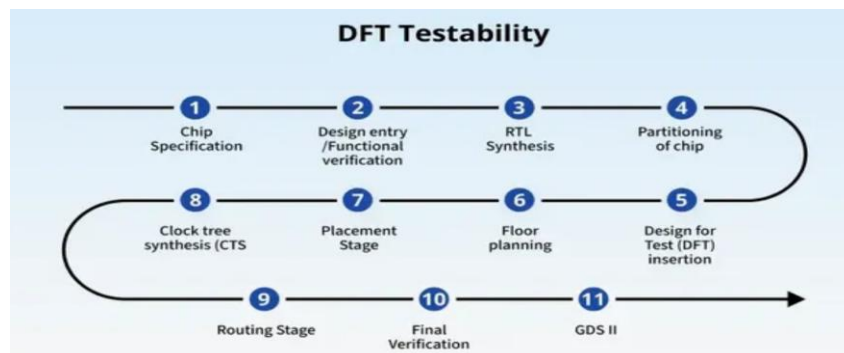 DFT Testability
1
Chip
Specification
2
Design entry
/Functional
verification
3
RTL
Synthesis
4
Partitioning
of chip
5
Design for
Test (DFT)
insertion
6
Floor
planning
7
Placement
Stage
8
Clock tree
synthesis (CTS
9
Routing Stage
10
Final
Verification
11
GDS II